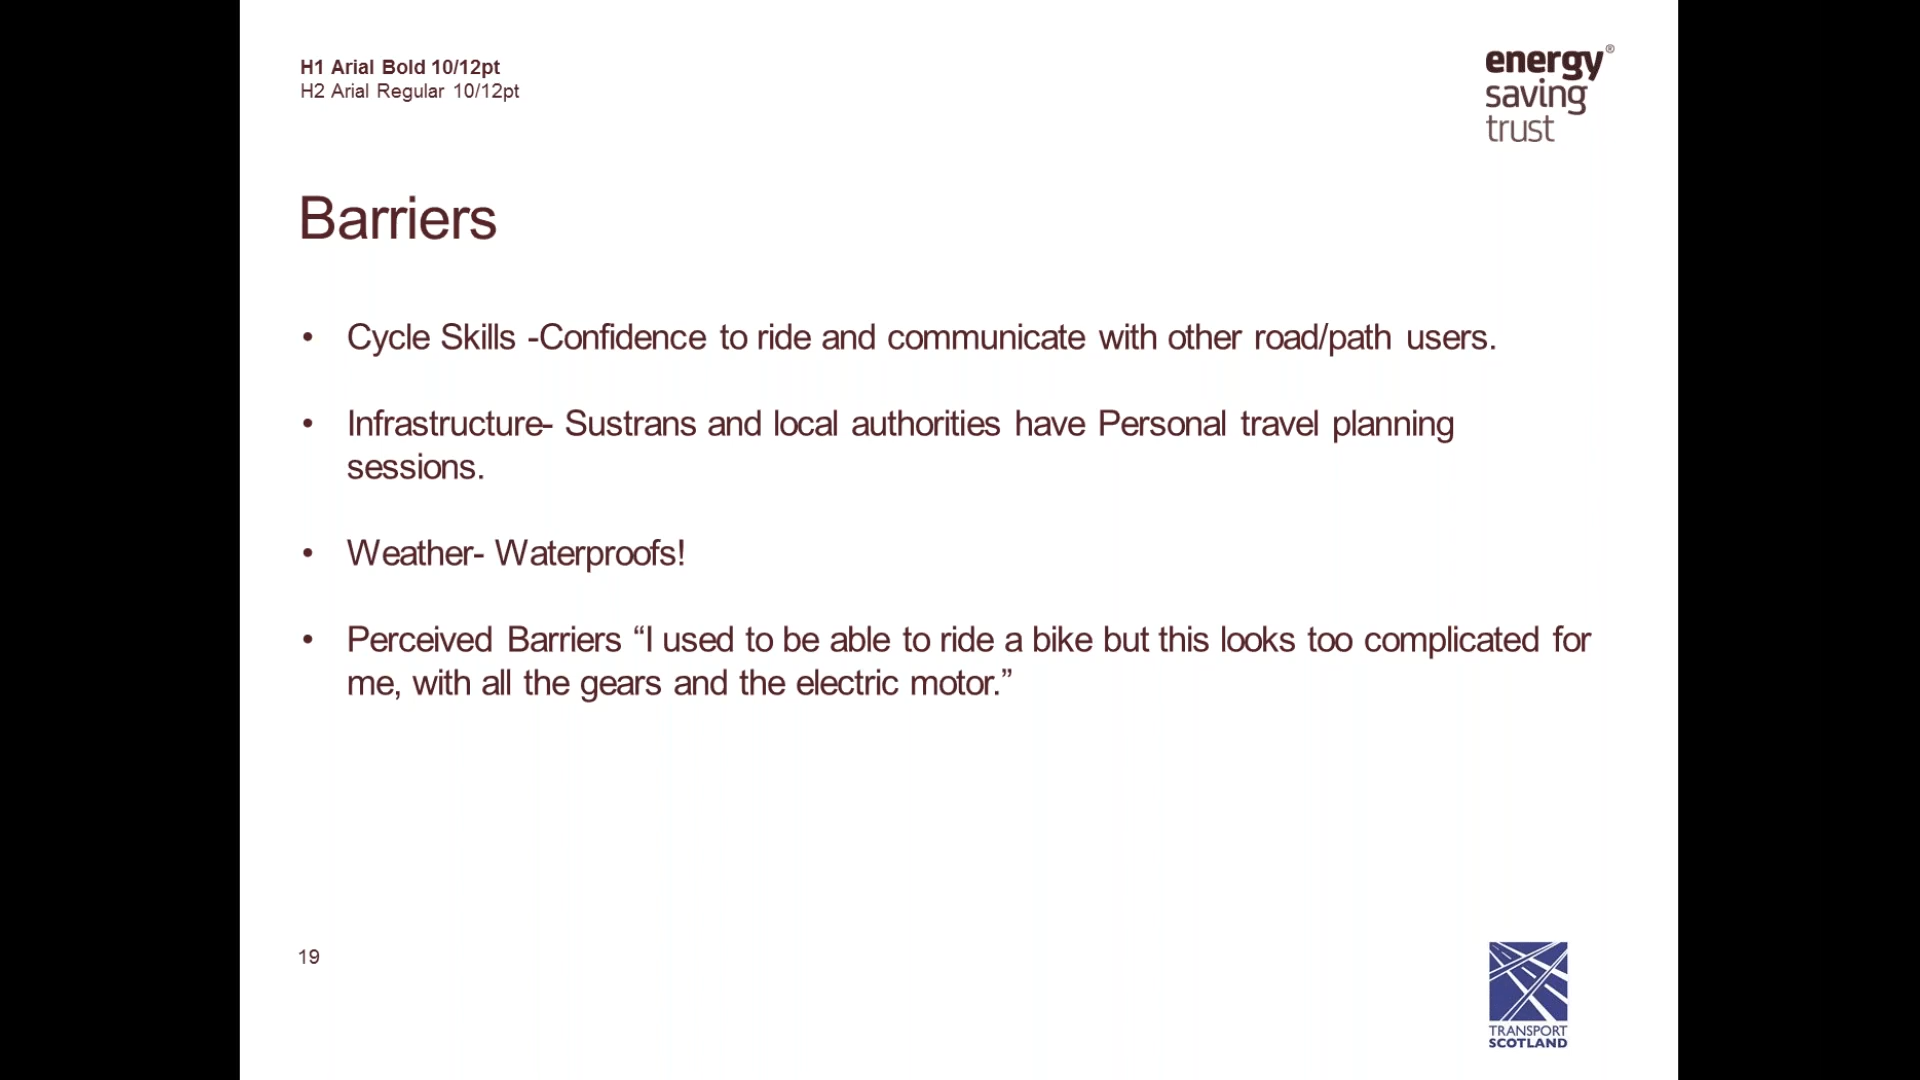 H1 Arial Bold 10/12pt
H2 Arial Regular 10/12pt
energy®
saving
trust
Barriers
• Cycle Skills -Confidence to ride and communicate with other road/path users.
• Infrastructure- Sustrans and local authorities have Personal travel planning
sessions.
• Weather- Waterproofs!
• Perceived Barriers “I used to be able to ride a bike but this looks too complicated for
me, with all the gears and the electric motor.”
19
TRANSPORT
SCOTLAND